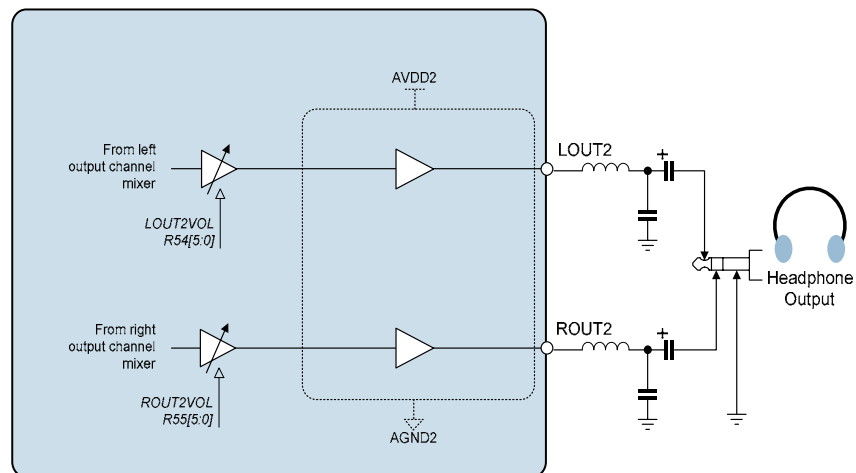 AVDD2
From left
output channel
mixer
LOUT2VOL
R54[5:0]
LOUT2
+
Headphone
Output
From right
output channel
mixer
ROUT2VOL
R55[5:0]
ROUT2
+
AGND2